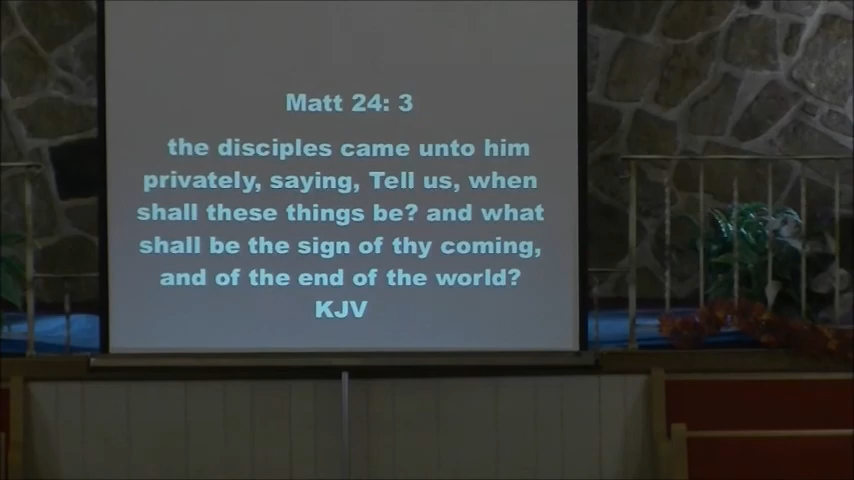 Matt 24: 3
the disciples came unto him
privately, saying, Tell us, when
shall these things be? and what
shall be the sign of thy coming,
and of the end of the world?
KJV